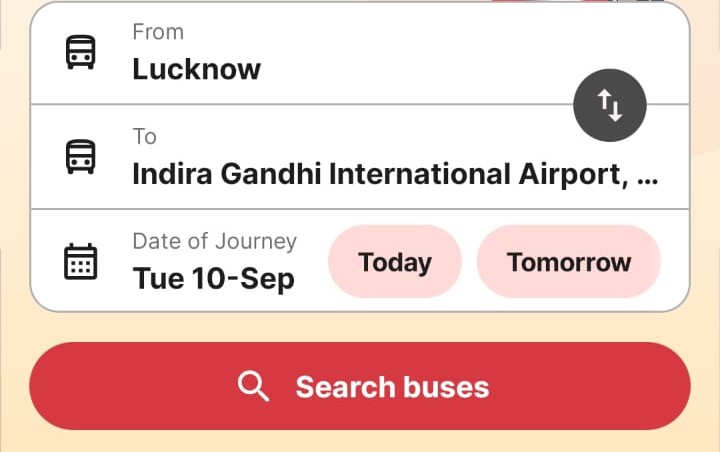 From
Lucknow
To
Indira Gandhi International Airport, ...
Date of Journey
Tue 10-Sep
Today
Tomorrow
Search buses